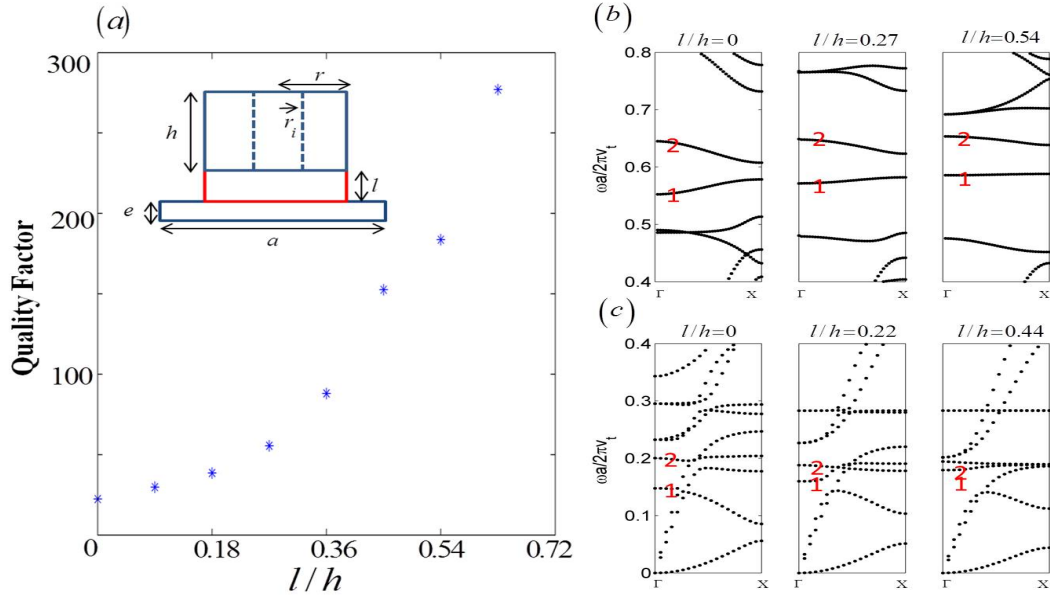 (a)
300
200
100
0
0.18
0.36
0.54
0.72
Quality Factor
l/h
r
r_i
h
l
e
a
(b)
l/h=0
l/h=0.27
l/h=0.54
0.8
0.7
0.6
0.5
0.4
ωa/2πv_t
2
1
2
1
2
1
Γ
X
Γ
X
Γ
X
(c)
l/h=0
l/h=0.22
l/h=0.44
0.4
0.3
0.2
0.1
0
ωa/2πv_t
2
1
2
1
2
1
Γ
X
Γ
X
Γ
X